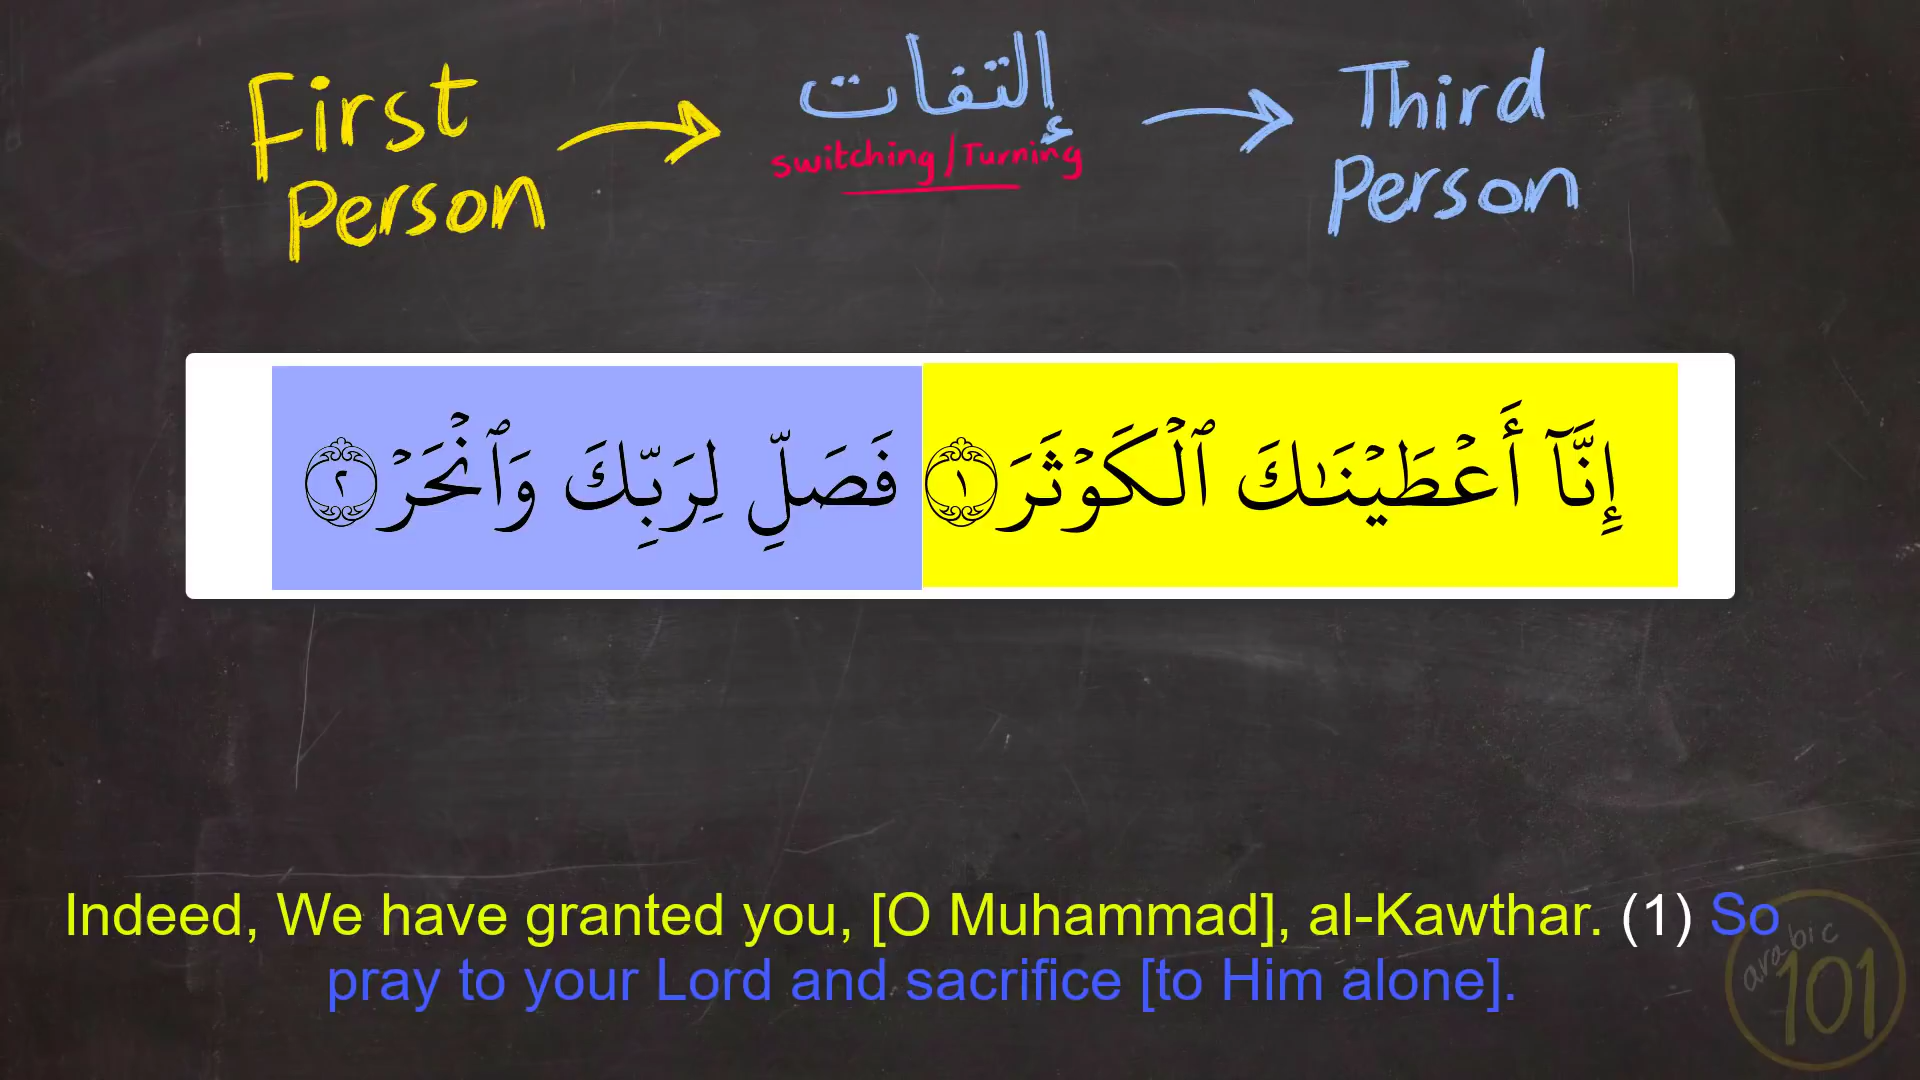 First
Person
إلتفات
switching/Turning
Third
Person
إِنَّآ أَعْطَيْنَـٰكَ ٱلْكَوْثَرَ ١ فَصَلِّ لِرَبِّكَ وَٱنْحَرْ ٢
Indeed, We have granted you, [O Muhammad], al-Kawthar. (1) So
pray to your Lord and sacrifice [to Him alone].
arabic
101